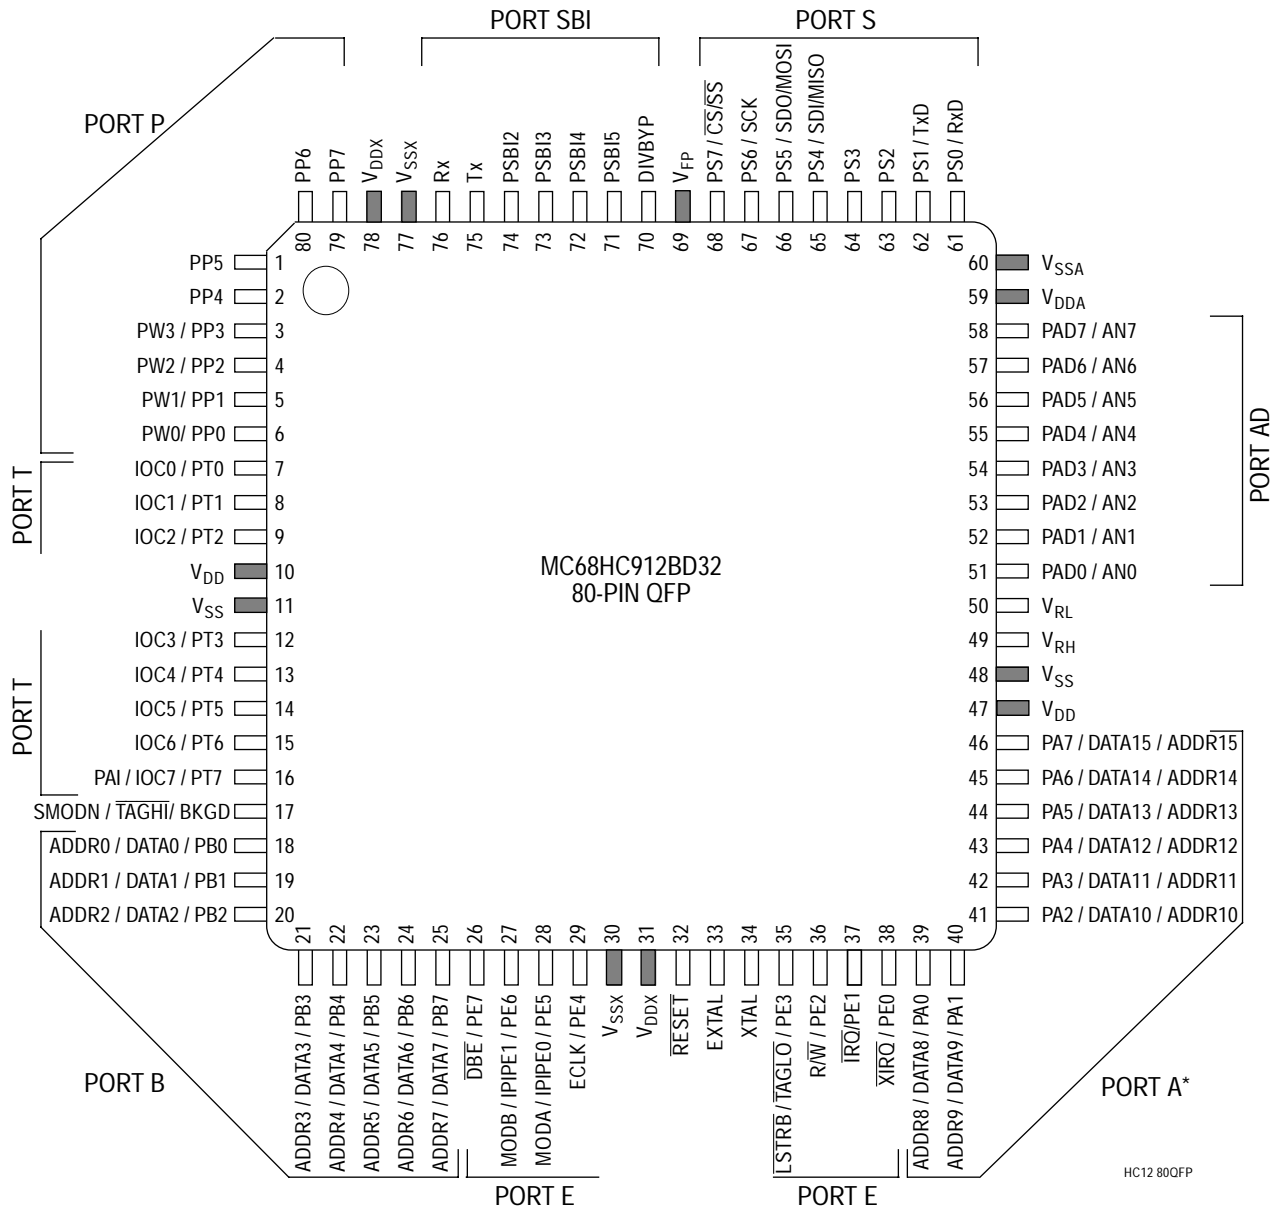 PORT SBI
PORT S
PORT P
PP6
PP7
VDDX
VSSX
Rx
Tx
PSBI2
PSBI3
PSBI4
PSBI5
DIVBYP
VFP
PS7 / CS/SS
PS6 / SCK
PS5 / SDO/MOSI
PS4 / SDI/MISO
PS3
PS2
PS1 / TxD
PS0 / RxD
80
79
78
77
76
75
74
73
72
71
70
69
68
67
66
65
64
63
62
61
PP5 1
PP4 2
PW3 / PP3 3
PW2 / PP2 4
PW1/ PP1 5
PW0/ PP0 6
IOC0 / PT0 7
IOC1 / PT1 8
IOC2 / PT2 9
VDD 10
VSS 11
IOC3 / PT3 12
IOC4 / PT4 13
IOC5 / PT5 14
IOC6 / PT6 15
PAI / IOC7 / PT7 16
SMODN / TAGHI/ BKGD 17
ADDR0 / DATA0 / PB0 18
ADDR1 / DATA1 / PB1 19
ADDR2 / DATA2 / PB2 20
PORT T
PORT T
MC68HC912BD32
80-PIN QFP
60 VSSA
59 VDDA
58 PAD7 / AN7
57 PAD6 / AN6
56 PAD5 / AN5
55 PAD4 / AN4
54 PAD3 / AN3
53 PAD2 / AN2
52 PAD1 / AN1
51 PAD0 / AN0
50 VRL
49 VRH
48 VSS
47 VDD
46 PA7 / DATA15 / ADDR15
45 PA6 / DATA14 / ADDR14
44 PA5 / DATA13 / ADDR13
43 PA4 / DATA12 / ADDR12
42 PA3 / DATA11 / ADDR11
41 PA2 / DATA10 / ADDR10
PORT AD
21
22
23
24
25
26
27
28
29
30
31
32
33
34
35
36
37
38
39
40
ADDR3 / DATA3 / PB3
ADDR4 / DATA4 / PB4
ADDR5 / DATA5 / PB5
ADDR6 / DATA6 / PB6
ADDR7 / DATA7 / PB7
DBE / PE7
MODB / IPIPE1 / PE6
MODA / IPIPE0 / PE5
ECLK / PE4
VSSX
VDDX
RESET
EXTAL
XTAL
LSTRB / TAGLO / PE3
R/W / PE2
IRQ/PE1
XIRQ / PE0
ADDR8 / DATA8 / PA0
ADDR9 / DATA9 / PA1
PORT B
PORT A*
PORT E
PORT E
HC12 80QFP